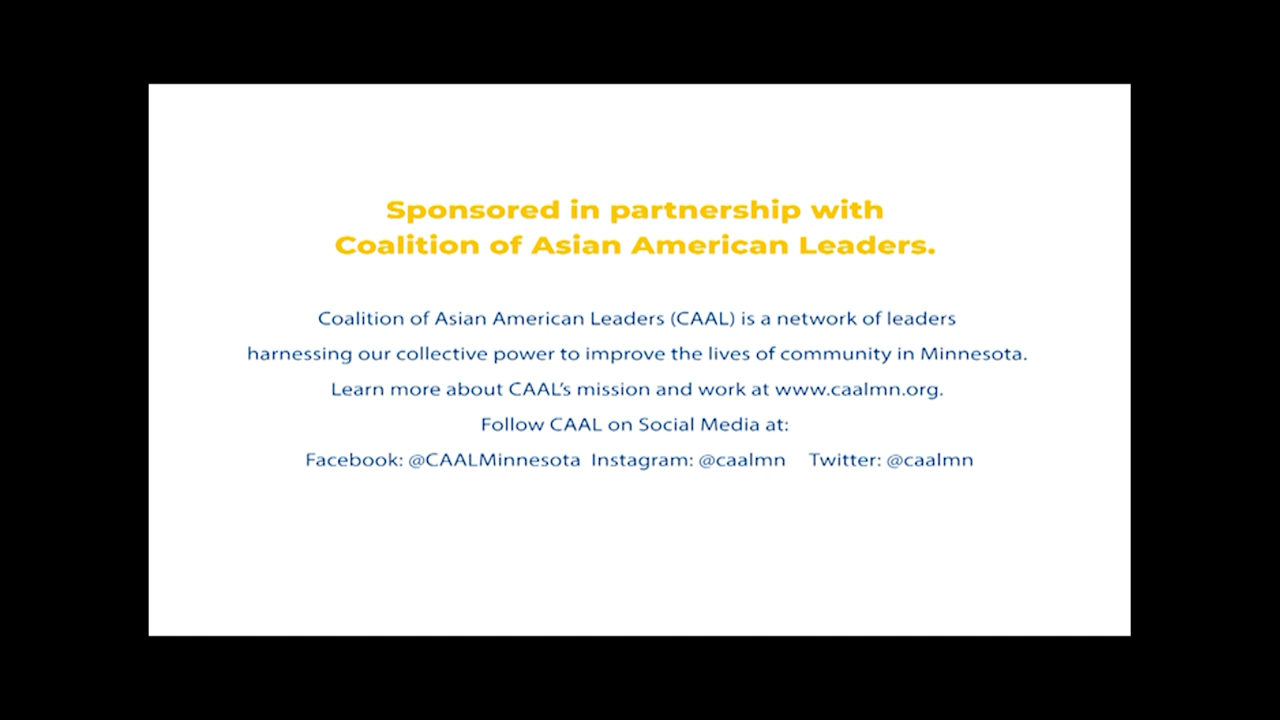 Sponsored in partnership with
Coalition of Asian American Leaders.
Coalition of Asian American Leaders (CAAL) is a network of leaders
harnessing our collective power to improve the lives of community in Minnesota.
Learn more about CAAL’s mission and work at www.caalmn.org.
Follow CAAL on Social Media at:
Facebook: @CAALMinnesota Instagram: @caalmn Twitter: @caalmn